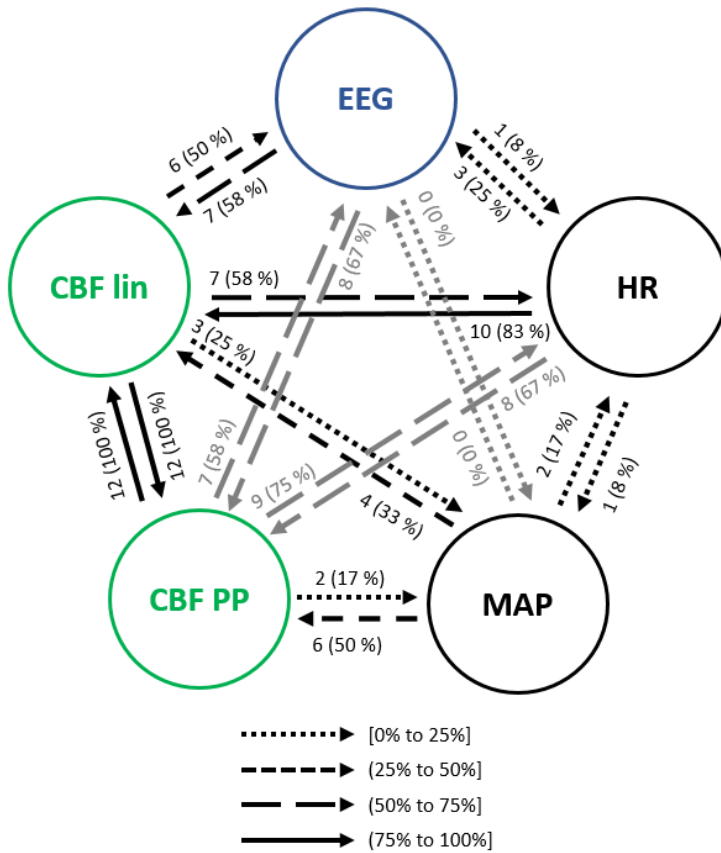 EEG
6 (50 %)
7 (58 %)
1 (8 %)
3 (25 %)
0 (0 %)
8 (67 %)
CBF lin
7 (58 %)
HR
10 (83 %)
3 (25 %)
8 (67 %)
12 (100 %)
12 (100 %)
7 (58 %)
9 (75 %)
4 (33 %)
0 (0 %)
2 (17 %)
1 (8 %)
CBF PP
2 (17 %)
6 (50 %)
MAP
[0% to 25%]
(25% to 50%]
(50% to 75%]
(75% to 100%]